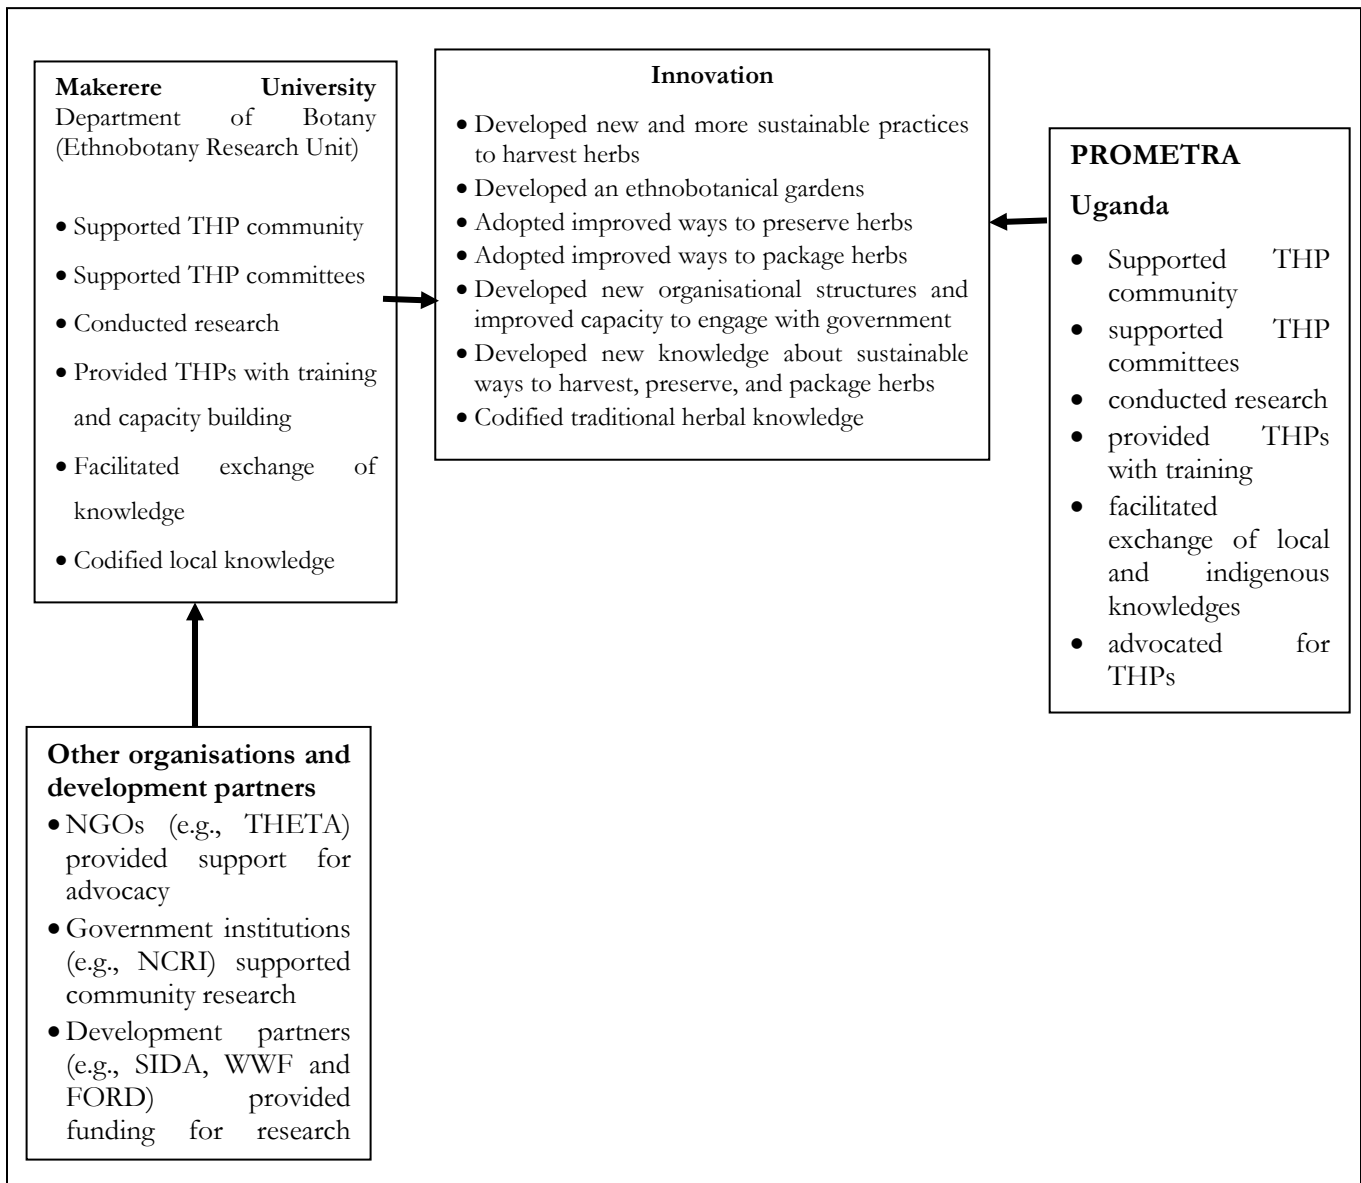 Makerere University
Department of Botany
(Ethnobotany Research Unit)
• Supported THP community
• Supported THP committees
• Conducted research
• Provided THPs with training
and capacity building
• Facilitated exchange of
knowledge
• Codified local knowledge
Innovation
• Developed new and more sustainable practices
to harvest herbs
• Developed an ethnobotanical gardens
• Adopted improved ways to preserve herbs
• Adopted improved ways to package herbs
• Developed new organisational structures and
improved capacity to engage with government
• Developed new knowledge about sustainable
ways to harvest, preserve, and package herbs
• Codified traditional herbal knowledge
PROMETRA
Uganda
• Supported THP
community
• supported THP
committees
• conducted research
• provided THPs
with training
• facilitated
exchange of local
and indigenous
knowledges
• advocated for
THPs
Other organisations and
development partners
• NGOs (e.g., THETA)
provided support for
advocacy
• Government institutions
(e.g., NCRI) supported
community research
• Development partners
(e.g., SIDA, WWF and
FORD) provided
funding for research